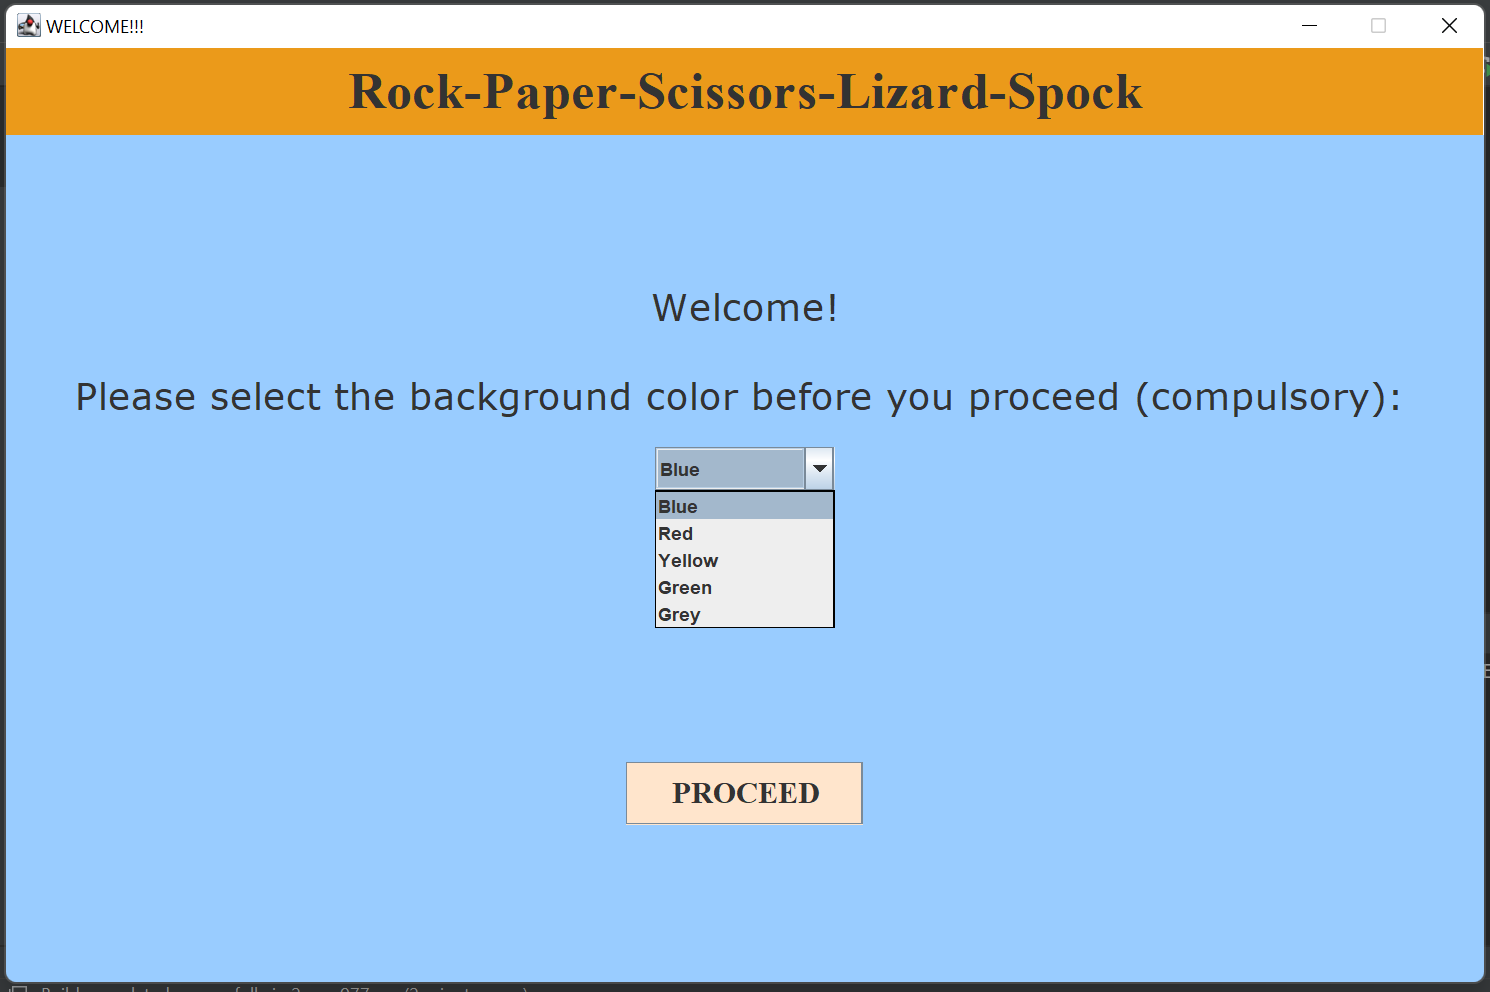 WELCOME!!!
Rock-Paper-Scissors-Lizard-Spock
Welcome!
Please select the background color before you proceed (compulsory):
Blue
Blue
Red
Yellow
Green
Grey
PROCEED